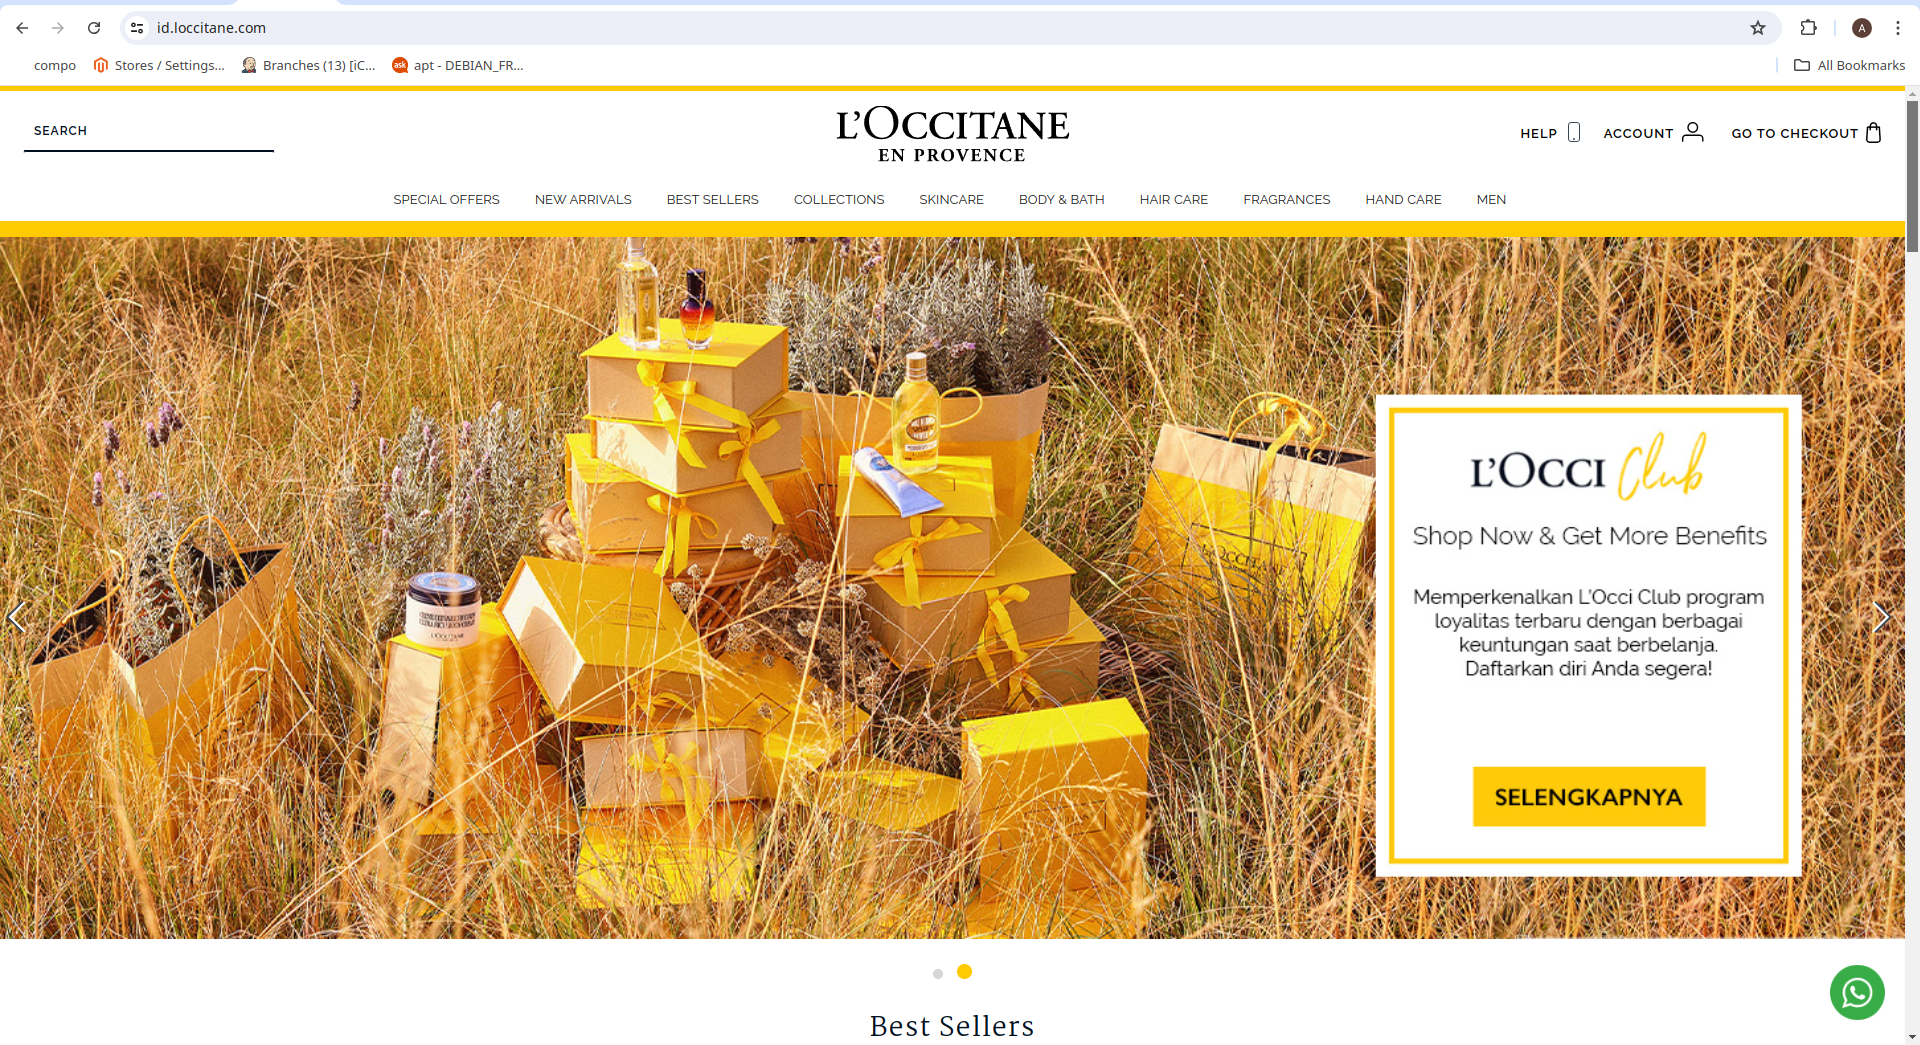 id.loccitane.com
A
compo
Stores / Settings...
Branches (13) [iC...
ask
apt - DEBIAN_FR...
All Bookmarks
SEARCH
L'OCCITANE
EN PROVENCE
HELP
ACCOUNT
GO TO CHECKOUT
SPECIAL OFFERS
NEW ARRIVALS
BEST SELLERS
COLLECTIONS
SKINCARE
BODY & BATH
HAIR CARE
FRAGRANCES
HAND CARE
MEN
L'OCCI Club
Shop Now & Get More Benefits
Memperkenalkan L'Occi Club program
loyalitas terbaru dengan berbagai
keuntungan saat berbelanja.
Daftarkan diri Anda segera!
SELENGKAPNYA
L'OCCITANE
Best Sellers